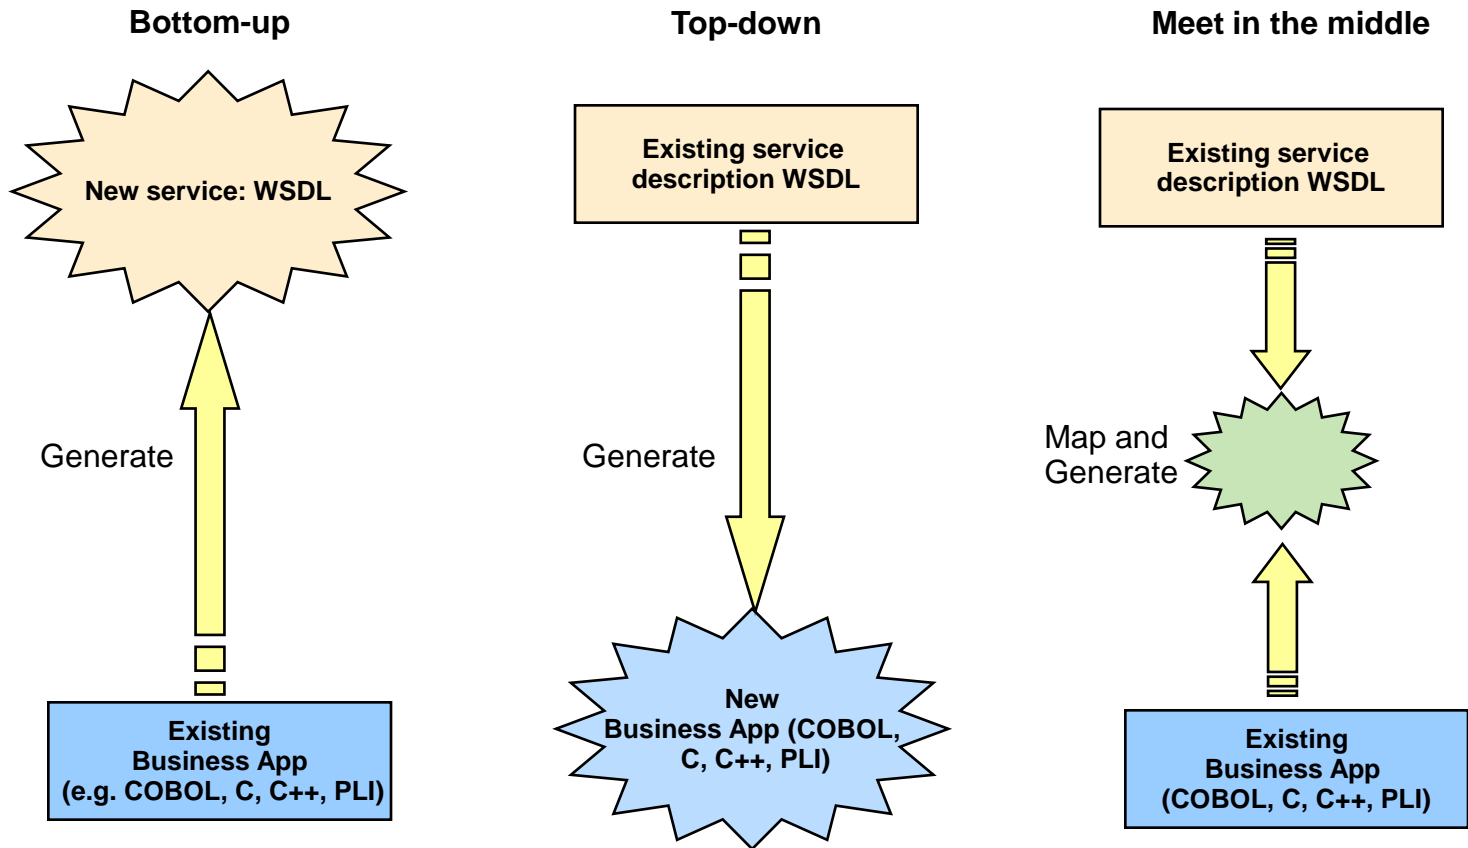 Bottom-up
New service: WSDL
Generate
Existing
Business App
(e.g. COBOL, C, C++, PLI)
Top-down
Existing service
description WSDL
Generate
New
Business App (COBOL,
C, C++, PLI)
Meet in the middle
Existing service
description WSDL
Map and
Generate
Existing
Business App
(COBOL, C, C++, PLI)